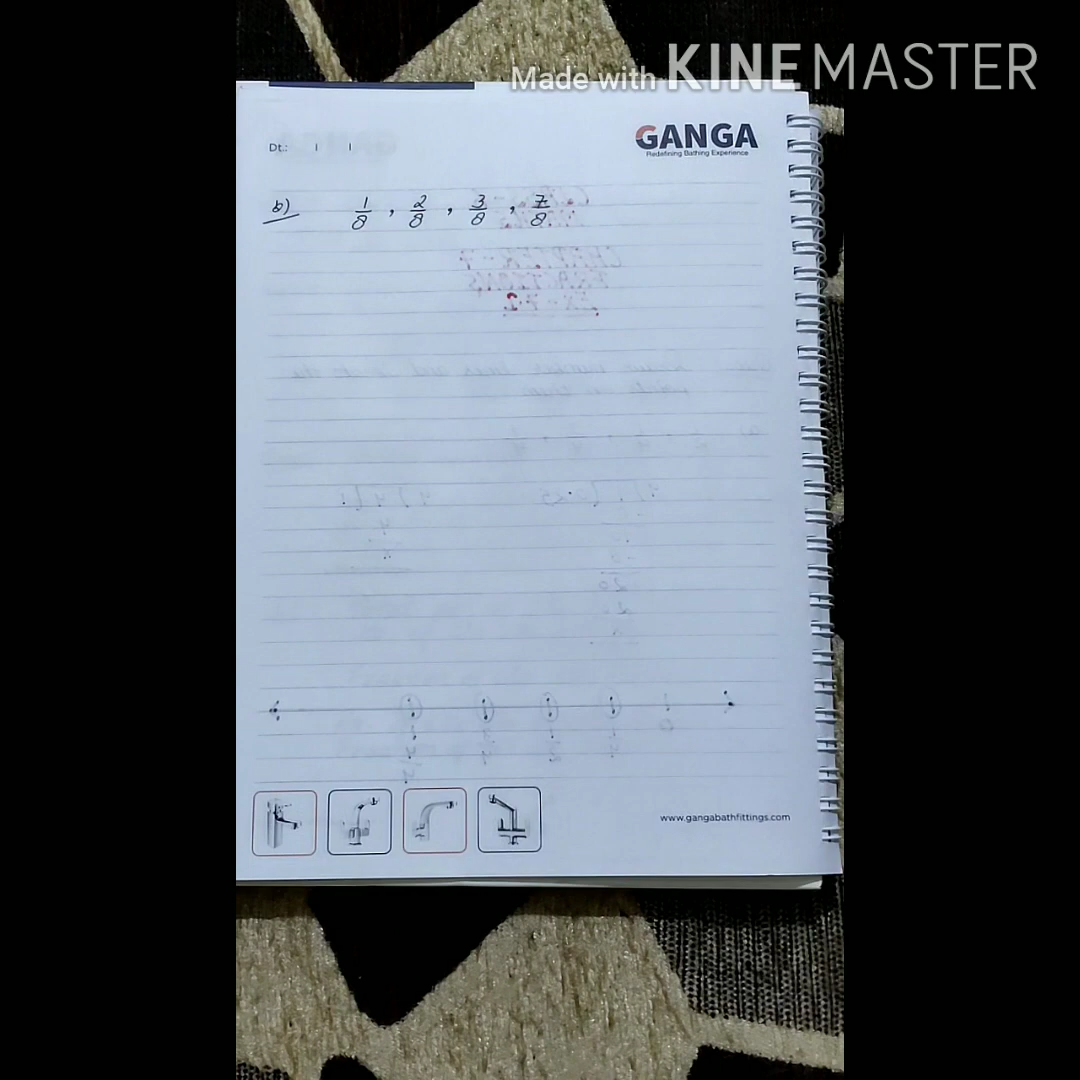 Made with KINEMASTER
GANGA
Redefining Bathing Experience
Dt.: | |
b) 1/8 , 2/8 , 3/8 , 7/8
www.gangabathfittings.com